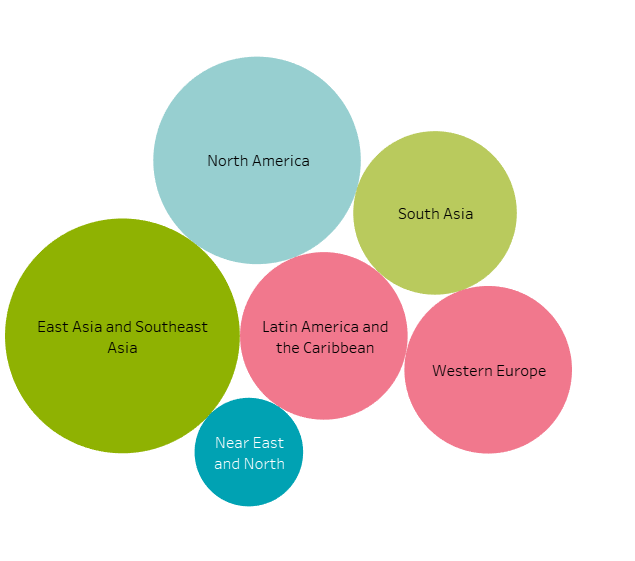 North America
South Asia
East Asia and Southeast
Asia
Latin America and
the Caribbean
Western Europe
Near East
and North